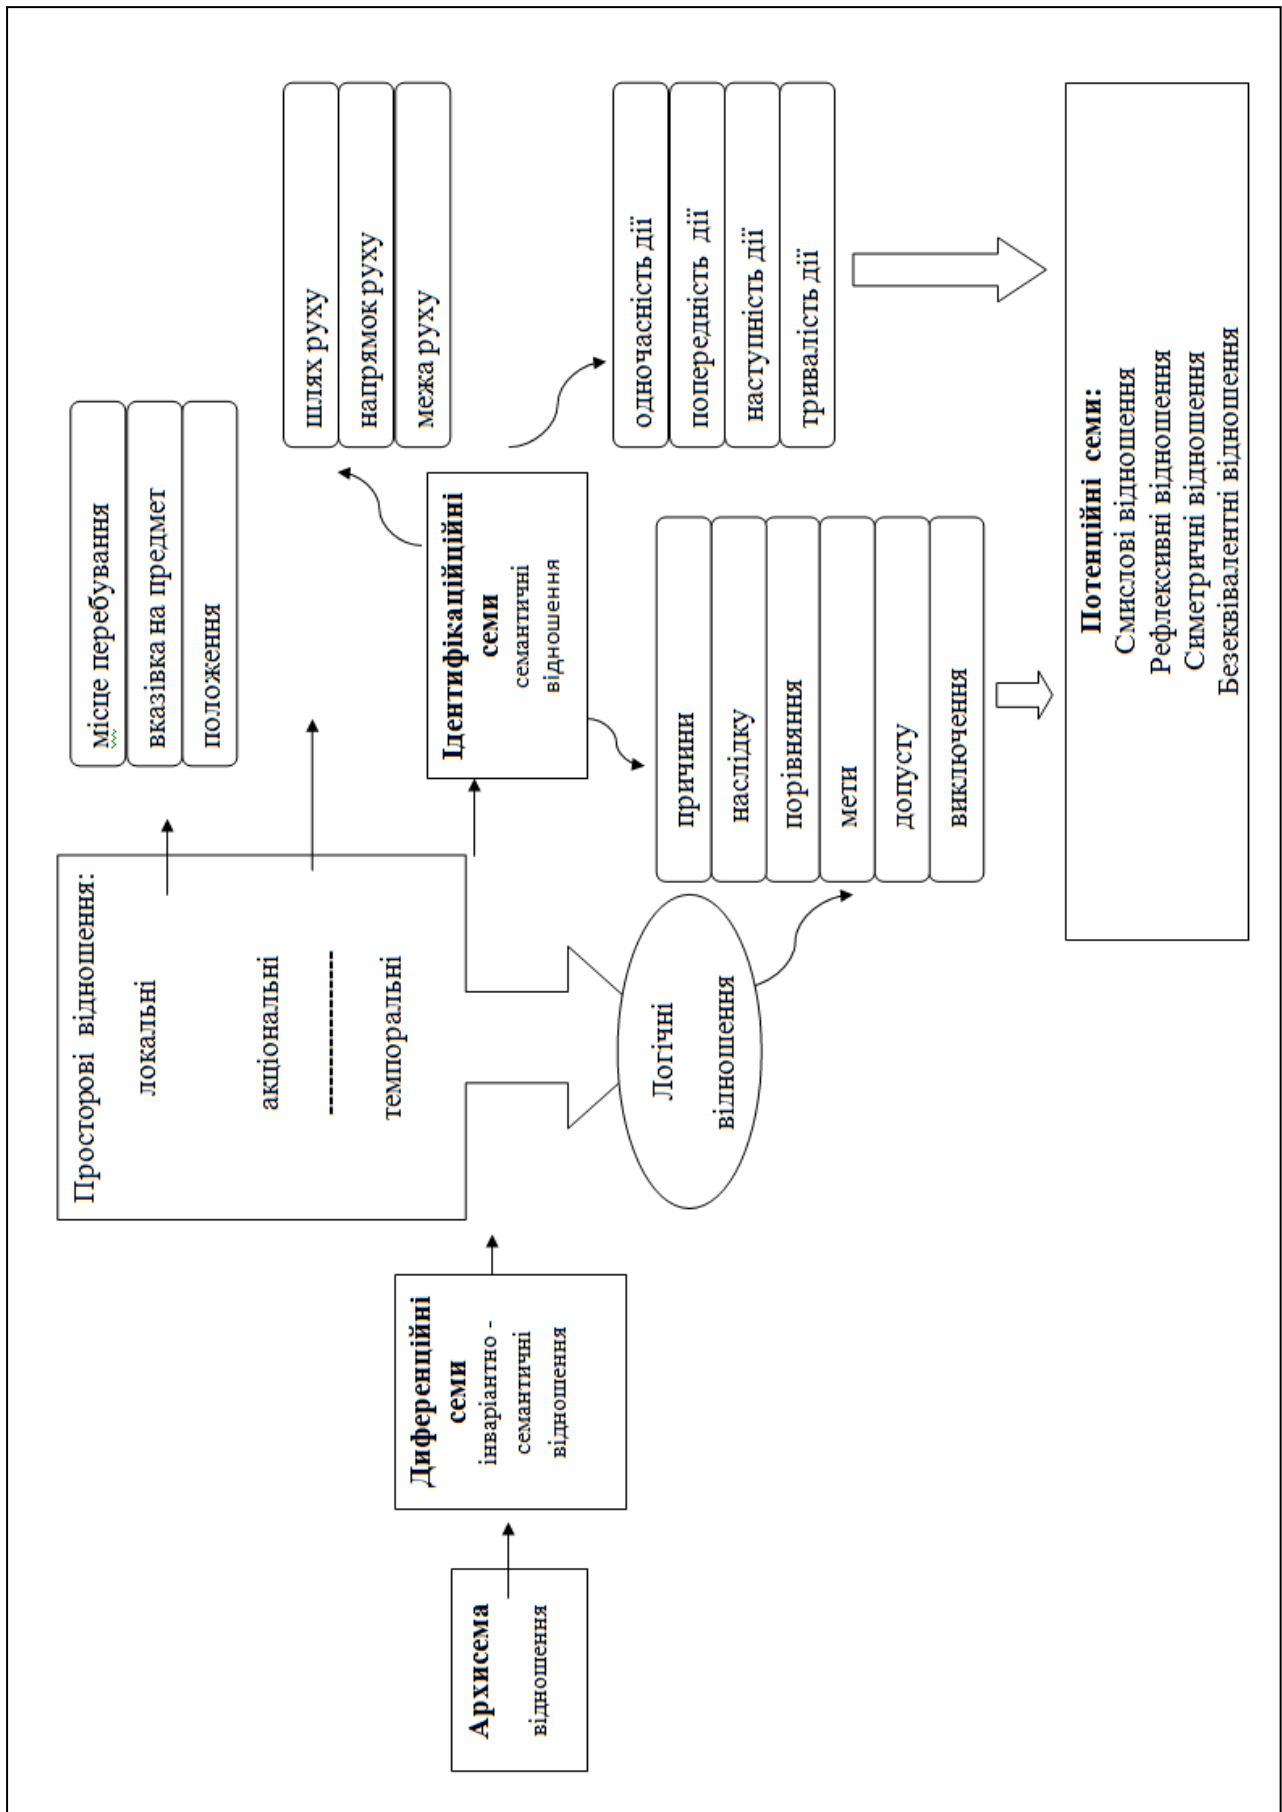 Архисема
відношення
Диференційні
семи
інваріантно -
семантичні
відношення
Просторові відношення:
локальні
акціональні
----------------
темпоральні
Логічні
відношення
місце перебування
вказівка на предмет
положення
Ідентифікаційційні
семи
семантичні
відношення
шлях руху
напрямок руху
межа руху
одночасність дії
попередність дії
наступність дії
тривалість дії
причини
наслідку
порівняння
мети
допусту
виключення
Потенційні семи:
Смислові відношення
Рефлексивні відношення
Симетричні відношення
Безеквівалентні відношення